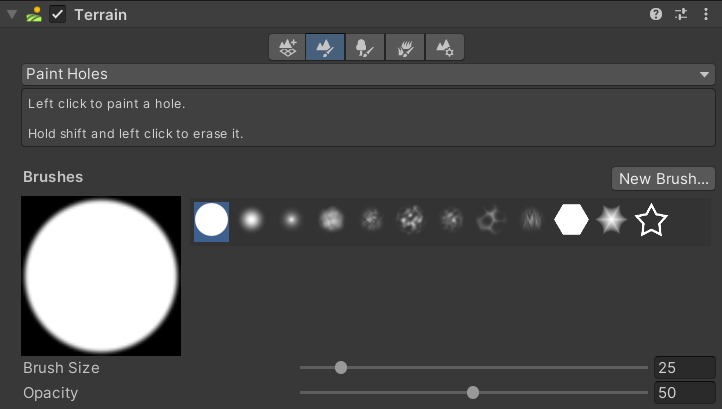 Terrain
Paint Holes
Left click to paint a hole.
Hold shift and left click to erase it.
Brushes
New Brush...
Brush Size
25
Opacity
50